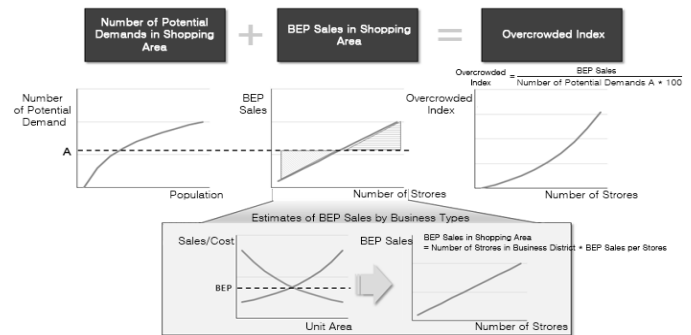 Number of Potential
Demands in Shopping
Area
+
BEP Sales in Shopping
Area
=
Overcrowded Index
Overcrowded
Index
=
BEP Sales
Number of Potential Demands A * 100
Number
of Potential
Demand
A
Population
BEP
Sales
Number of Strores
Overcrowded
Index
Number of Strores
Estimates of BEP Sales by Business Types
Sales/Cost
BEP
Unit Area
BEP Sales
BEP Sales in Shopping Area
= Number of Strores in Business District * BEP Sales per Stores
Number of Strores